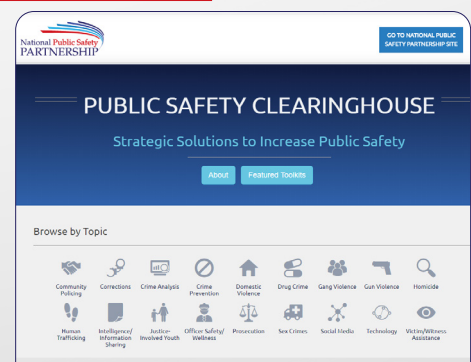 National Public Safety
PARTNERSHIP
GO TO NATIONAL PUBLIC
SAFETY PARTNERSHIP SITE
PUBLIC SAFETY CLEARINGHOUSE
Strategic Solutions to Increase Public Safety
About
Featured Toolkits
Browse by Topic
Community
Policing
Corrections
Crime Analysis
Crime
Prevention
Domestic
Violence
Drug Crime
Gang Violence
Gun Violence
Homicide
Human
Trafficking
Intelligence/
Information
Sharing
Justice-
Involved Youth
Officer Safety/
Wellness
Prosecution
Sex Crimes
Social Media
Technology
Victim/Witness
Assistance